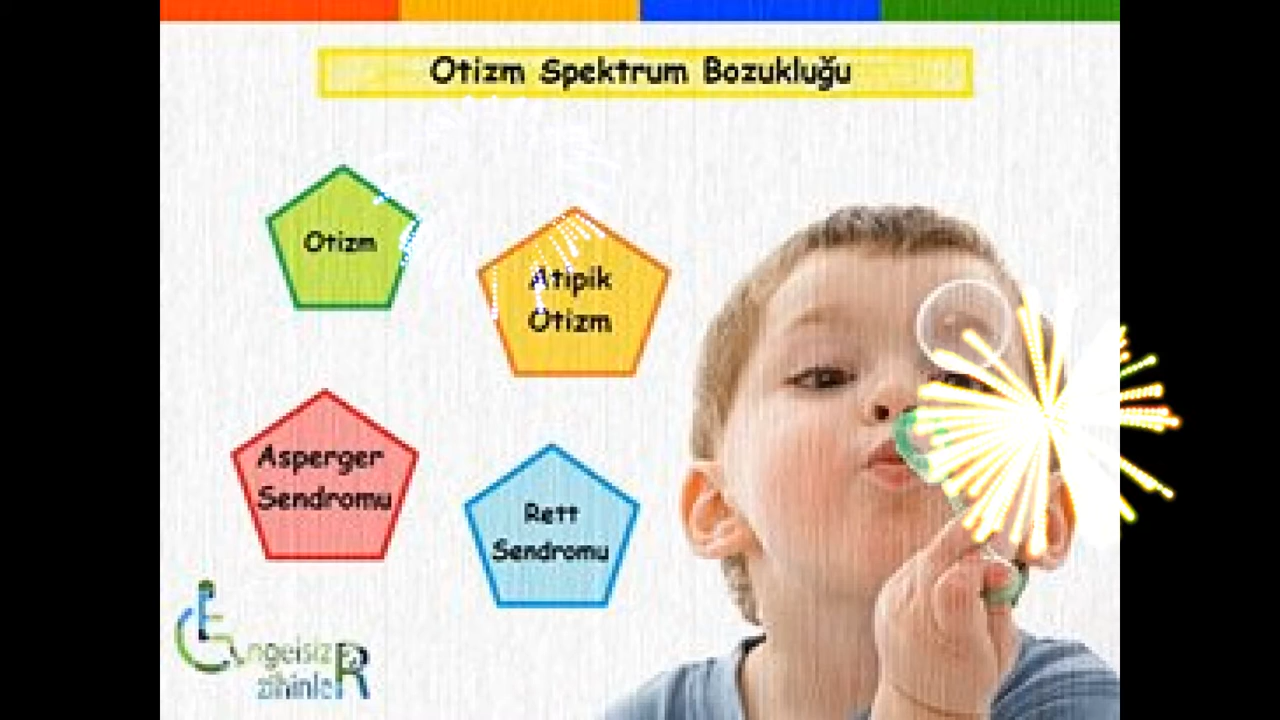 Otizm Spektrum Bozukluğu
Otizm
Atipik
Otizm
Asperger
Sendromu
Rett
Sendromu
Engelsiz
zihinleR